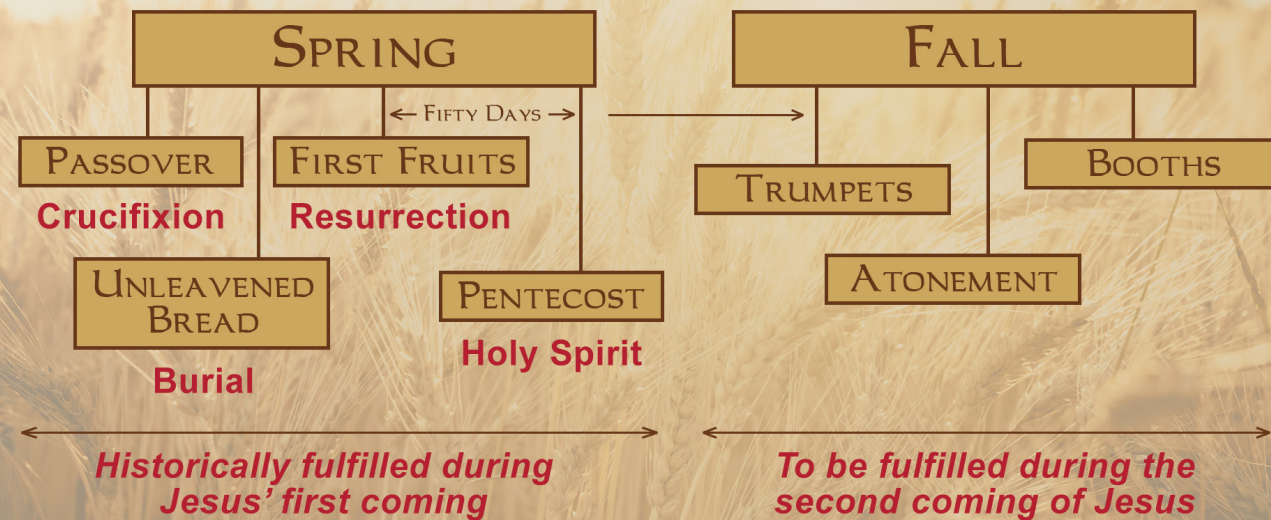 SPRING
FALL
FIFTY DAYS
PASSOVER
FIRST FRUITS
BOOTHS
TRUMPETS
Crucifixion
Resurrection
UNLEAVENED
BREAD
PENTECOST
ATONEMENT
Holy Spirit
Burial
Historically fulfilled during
Jesus’ first coming
To be fulfilled during the
second coming of Jesus